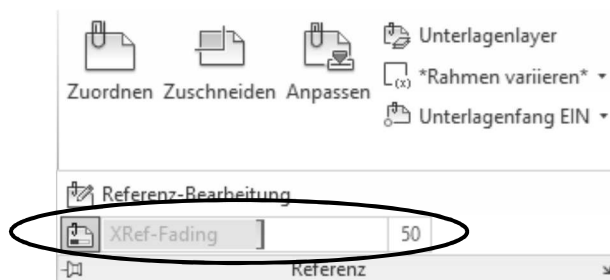 Zuordnen Zuschneiden Anpassen
Unterlagenlayer
*Rahmen variieren*
Unterlagenfang EIN
Referenz-Bearbeitung
XRef-Fading 50
Referenz